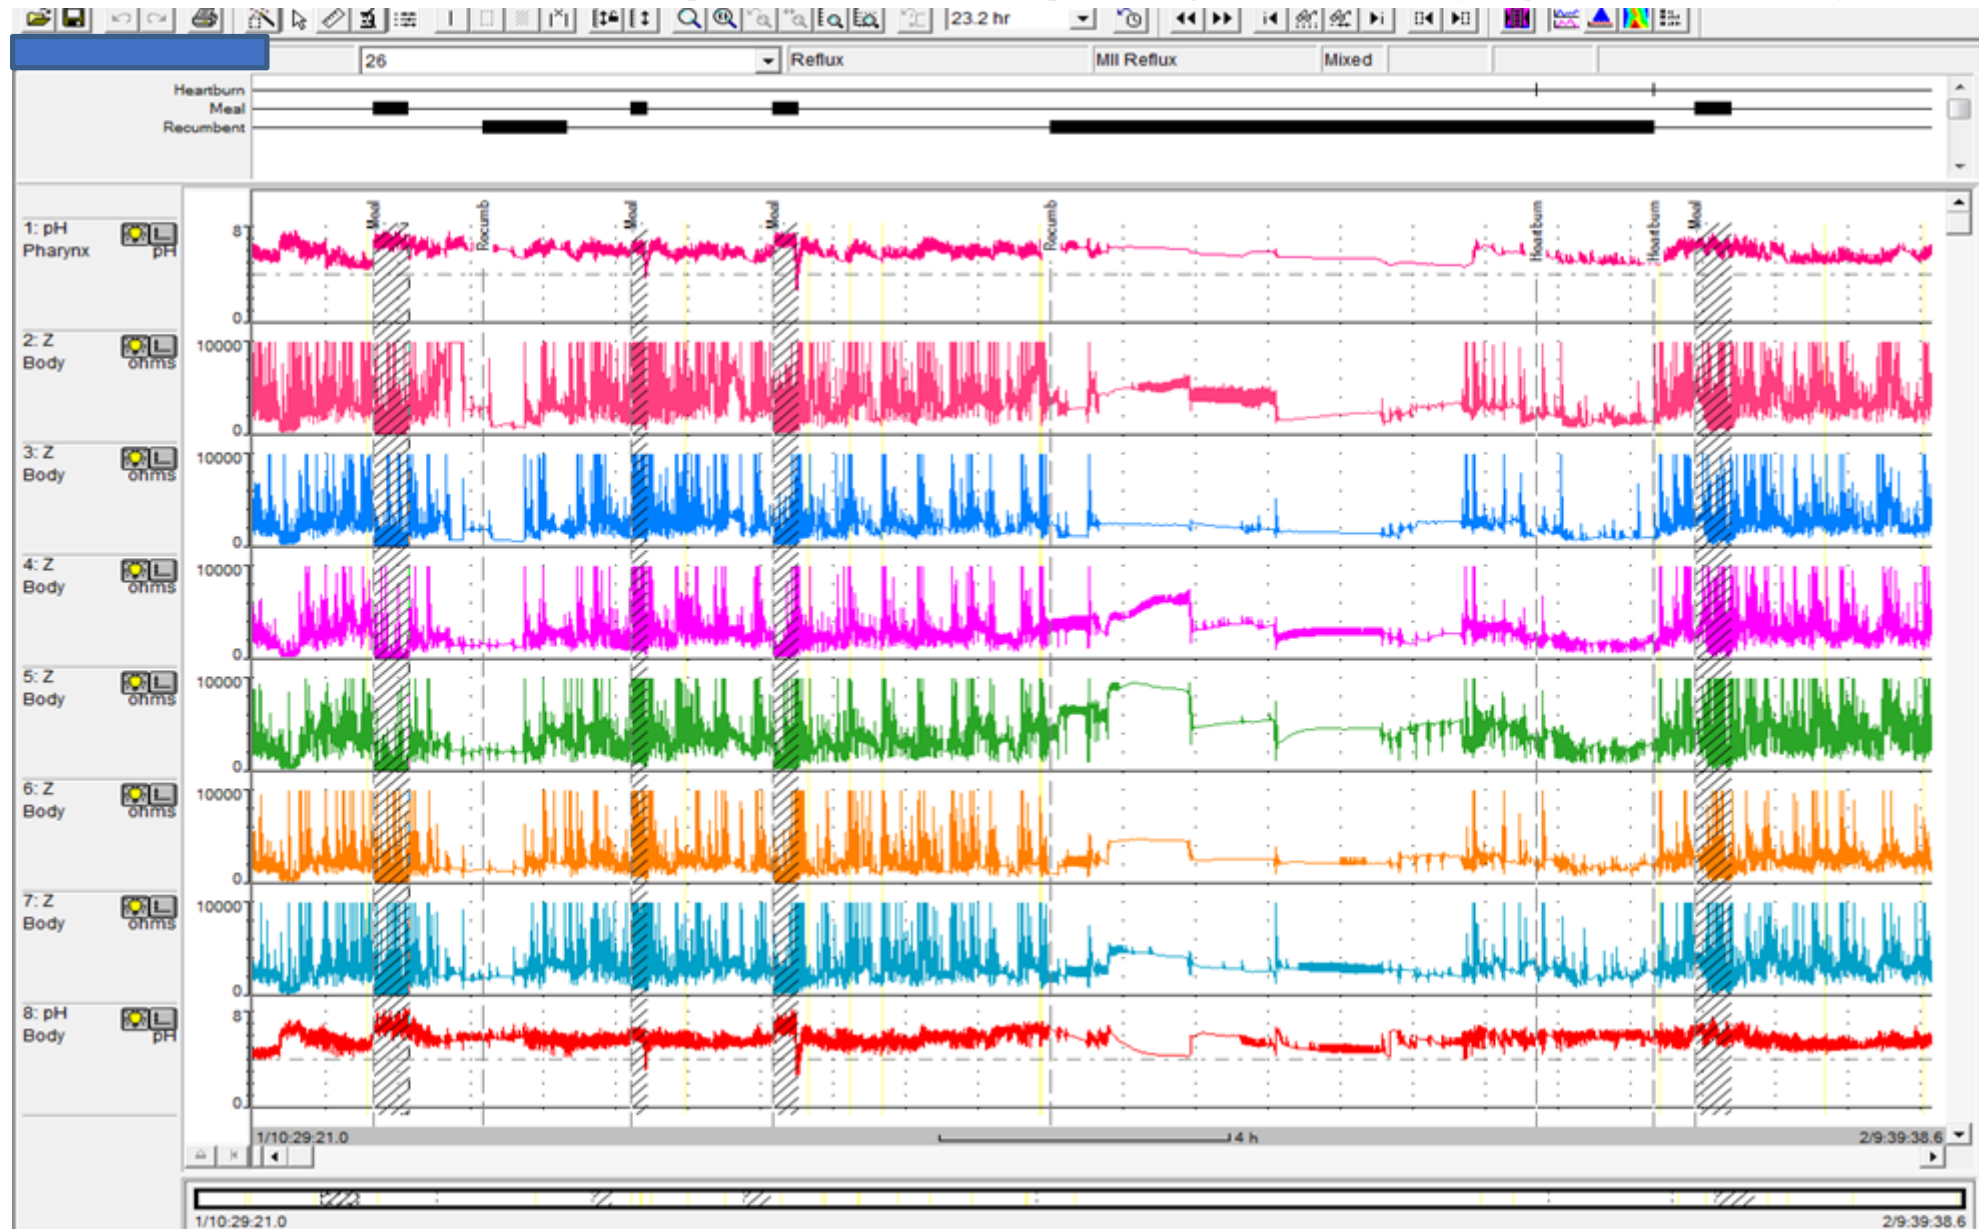 23.2 hr
26 Reflux MII Reflux Mixed
Heartburn
Meal
Recumbent
Meal Recumb Meal Meal Recumb Heartburn Heartburn Meal
1: pH 8
Pharynx pH
0
2: Z 10000
Body ohms
0
3: Z 10000
Body ohms
0
4: Z 10000
Body ohms
0
5: Z 10000
Body ohms
0
6: Z 10000
Body ohms
0
7: Z 10000
Body ohms
0
8: pH 8
Body pH
0
1/10:29:21.0 4 h 2/9:39:38.6
1/10:29:21.0 2/9:39:38.6